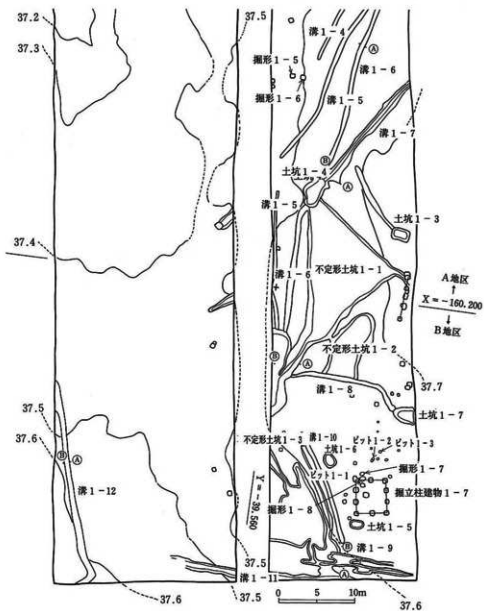 37.2
37.3
37.5
溝1-4
掘形1-5
Ⓐ
溝1-6
掘形1-6
溝1-5
溝1-7
Ⓑ
土坑1-4
Ⓐ
溝1-5
土坑1-3
37.4
溝1-6
不定形土坑1-1
A地区
X=-160.200
B地区
不定形土坑1-2
Ⓑ
Ⓐ
37.7
溝1-8
37.5
土坑1-7
37.6
不定形土坑1-3
溝1-10
ピット1-2
ピット1-3
土坑1-6
Ⓑ
Ⓐ
ピット1-1
掘形1-7
溝1-12
Y=-39.560
掘形1-8
掘立柱建物1-7
土坑1-5
Ⓑ
溝1-9
37.5
溝1-11
Ⓐ
37.6
37.5
0 5 10m
37.6